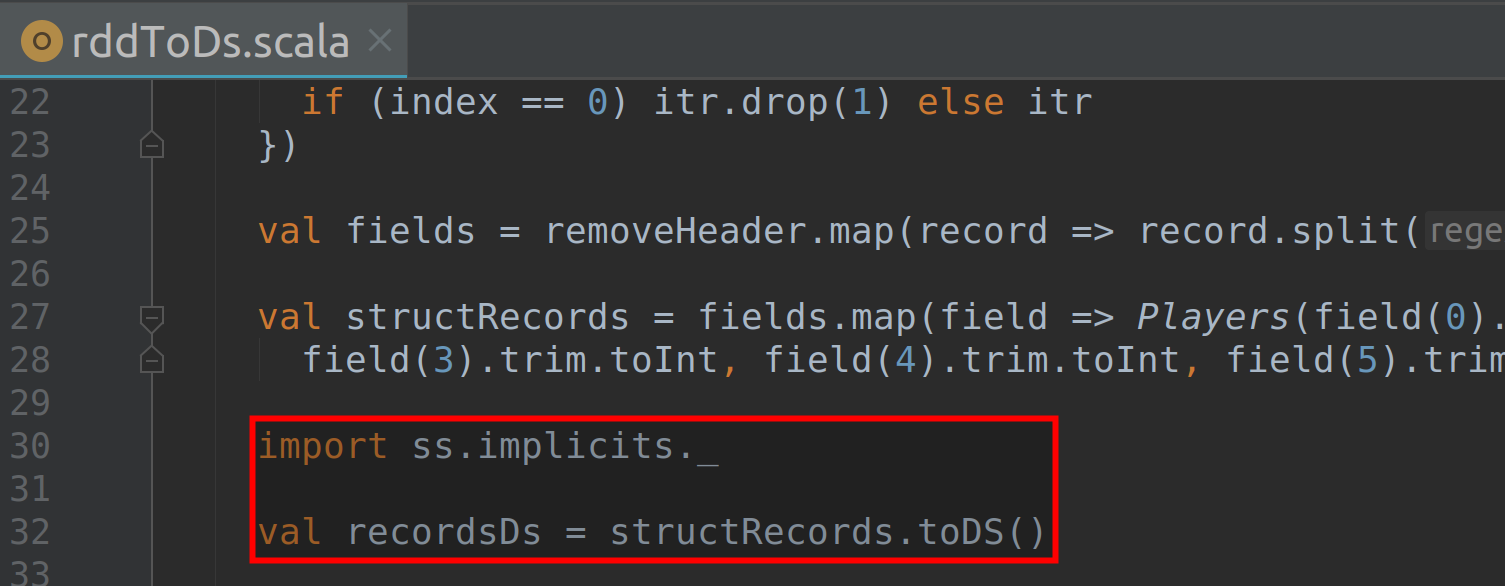 rddToDs.scala
22 if (index == 0) itr.drop(1) else itr
23 })
24
25 val fields = removeHeader.map(record => record.split( rege
26
27 val structRecords = fields.map(field => Players(field(0).
28 field(3).trim.toInt, field(4).trim.toInt, field(5).trim
29
30 import ss.implicits._
31
32 val recordsDs = structRecords.toDS()
33